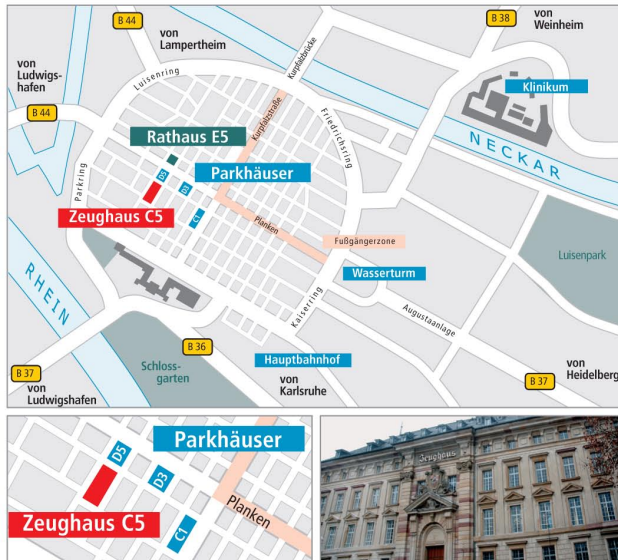 B 44
von
Lampertheim
B 38
von
Weinheim
von
Ludwigs-
hafen
B 44
Luisenring
Kurpfalzbrücke
Klinikum
Kurpfalzstraße
Friedrichsring
NECKAR
Rathaus E5
Parkhäuser
D5
D3
C1
Parkring
Zeughaus C5
Planken
Fußgängerzone
Wasserturm
Luisenpark
RHEIN
Kaiserring
Augustaanlage
B 36
Hauptbahnhof
Schloss-
garten
von
Karlsruhe
B 37
von
Ludwigshafen
B 37
von
Heidelberg
Parkhäuser
D5
D3
C1
Planken
Zeughaus C5
Zeughaus